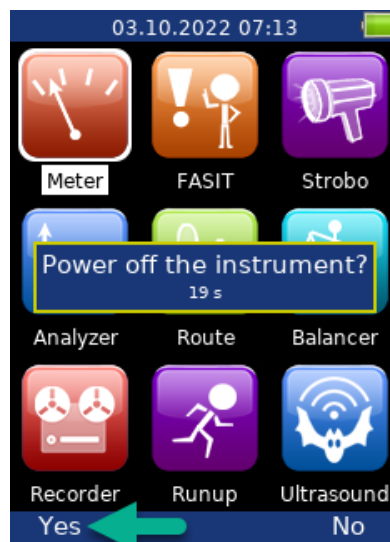 03.10.2022 07:13
Meter FASIT Strobo
Power off the instrument?
19 s
Analyzer Route Balancer
Recorder Runup Ultrasound
Yes No